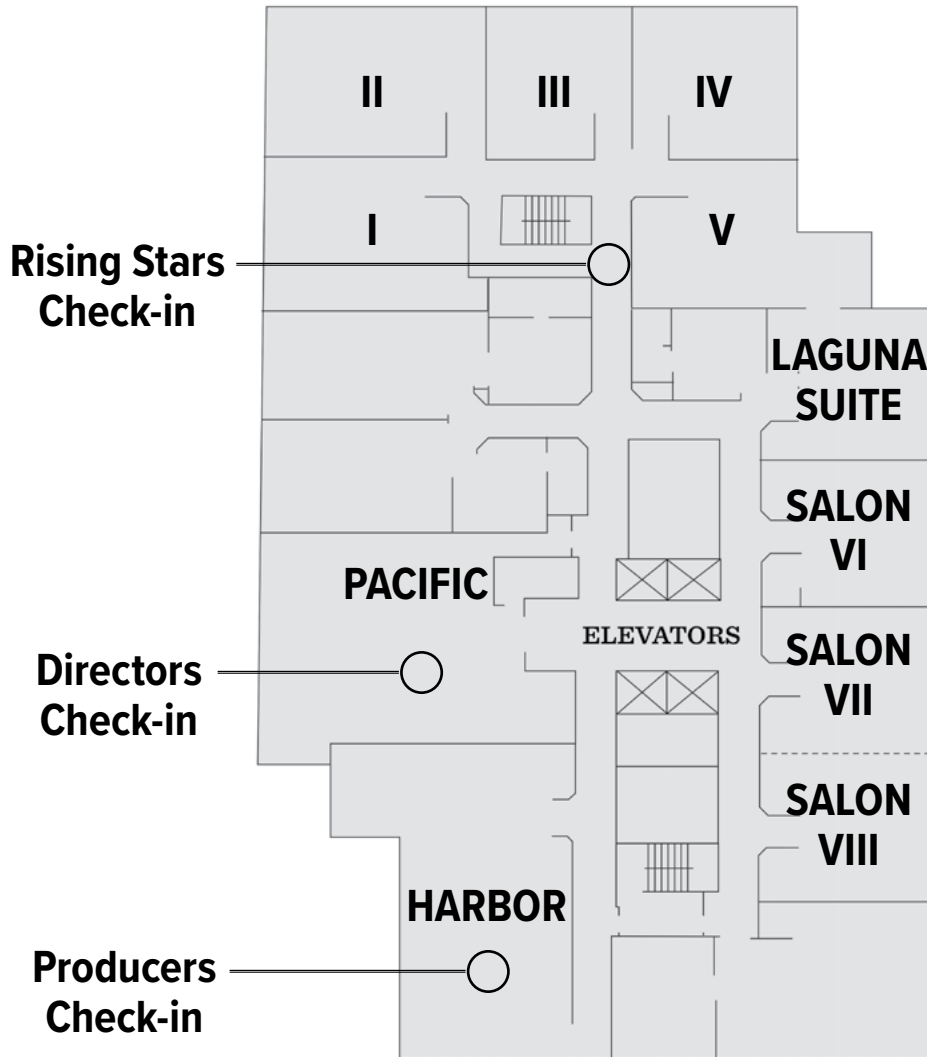 II
III
IV
I
V
Rising Stars
Check-in
LAGUNA
SUITE
SALON
VI
PACIFIC
ELEVATORS
SALON
VII
Directors
Check-in
SALON
VIII
HARBOR
Producers
Check-in